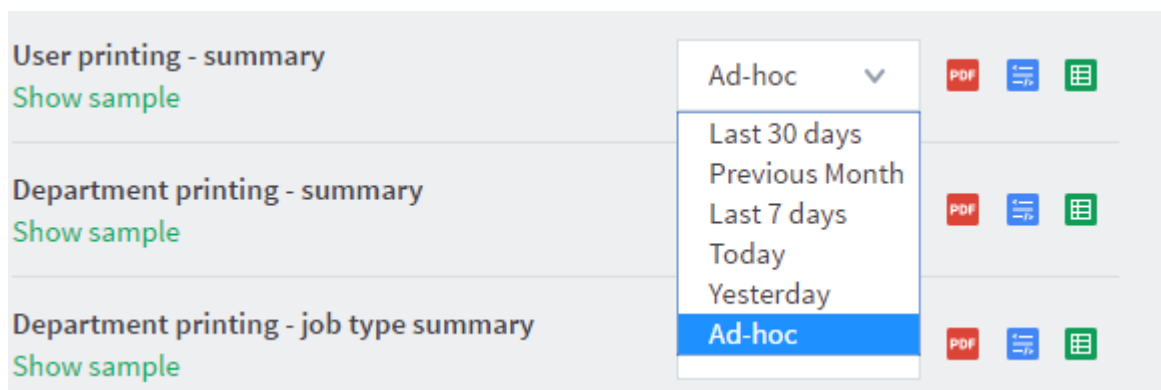 User printing - summary
Show sample
Ad-hoc
PDF
Last 30 days
Previous Month
Last 7 days
Today
Yesterday
Ad-hoc
Department printing - summary
Show sample
PDF
Department printing - job type summary
Show sample
PDF